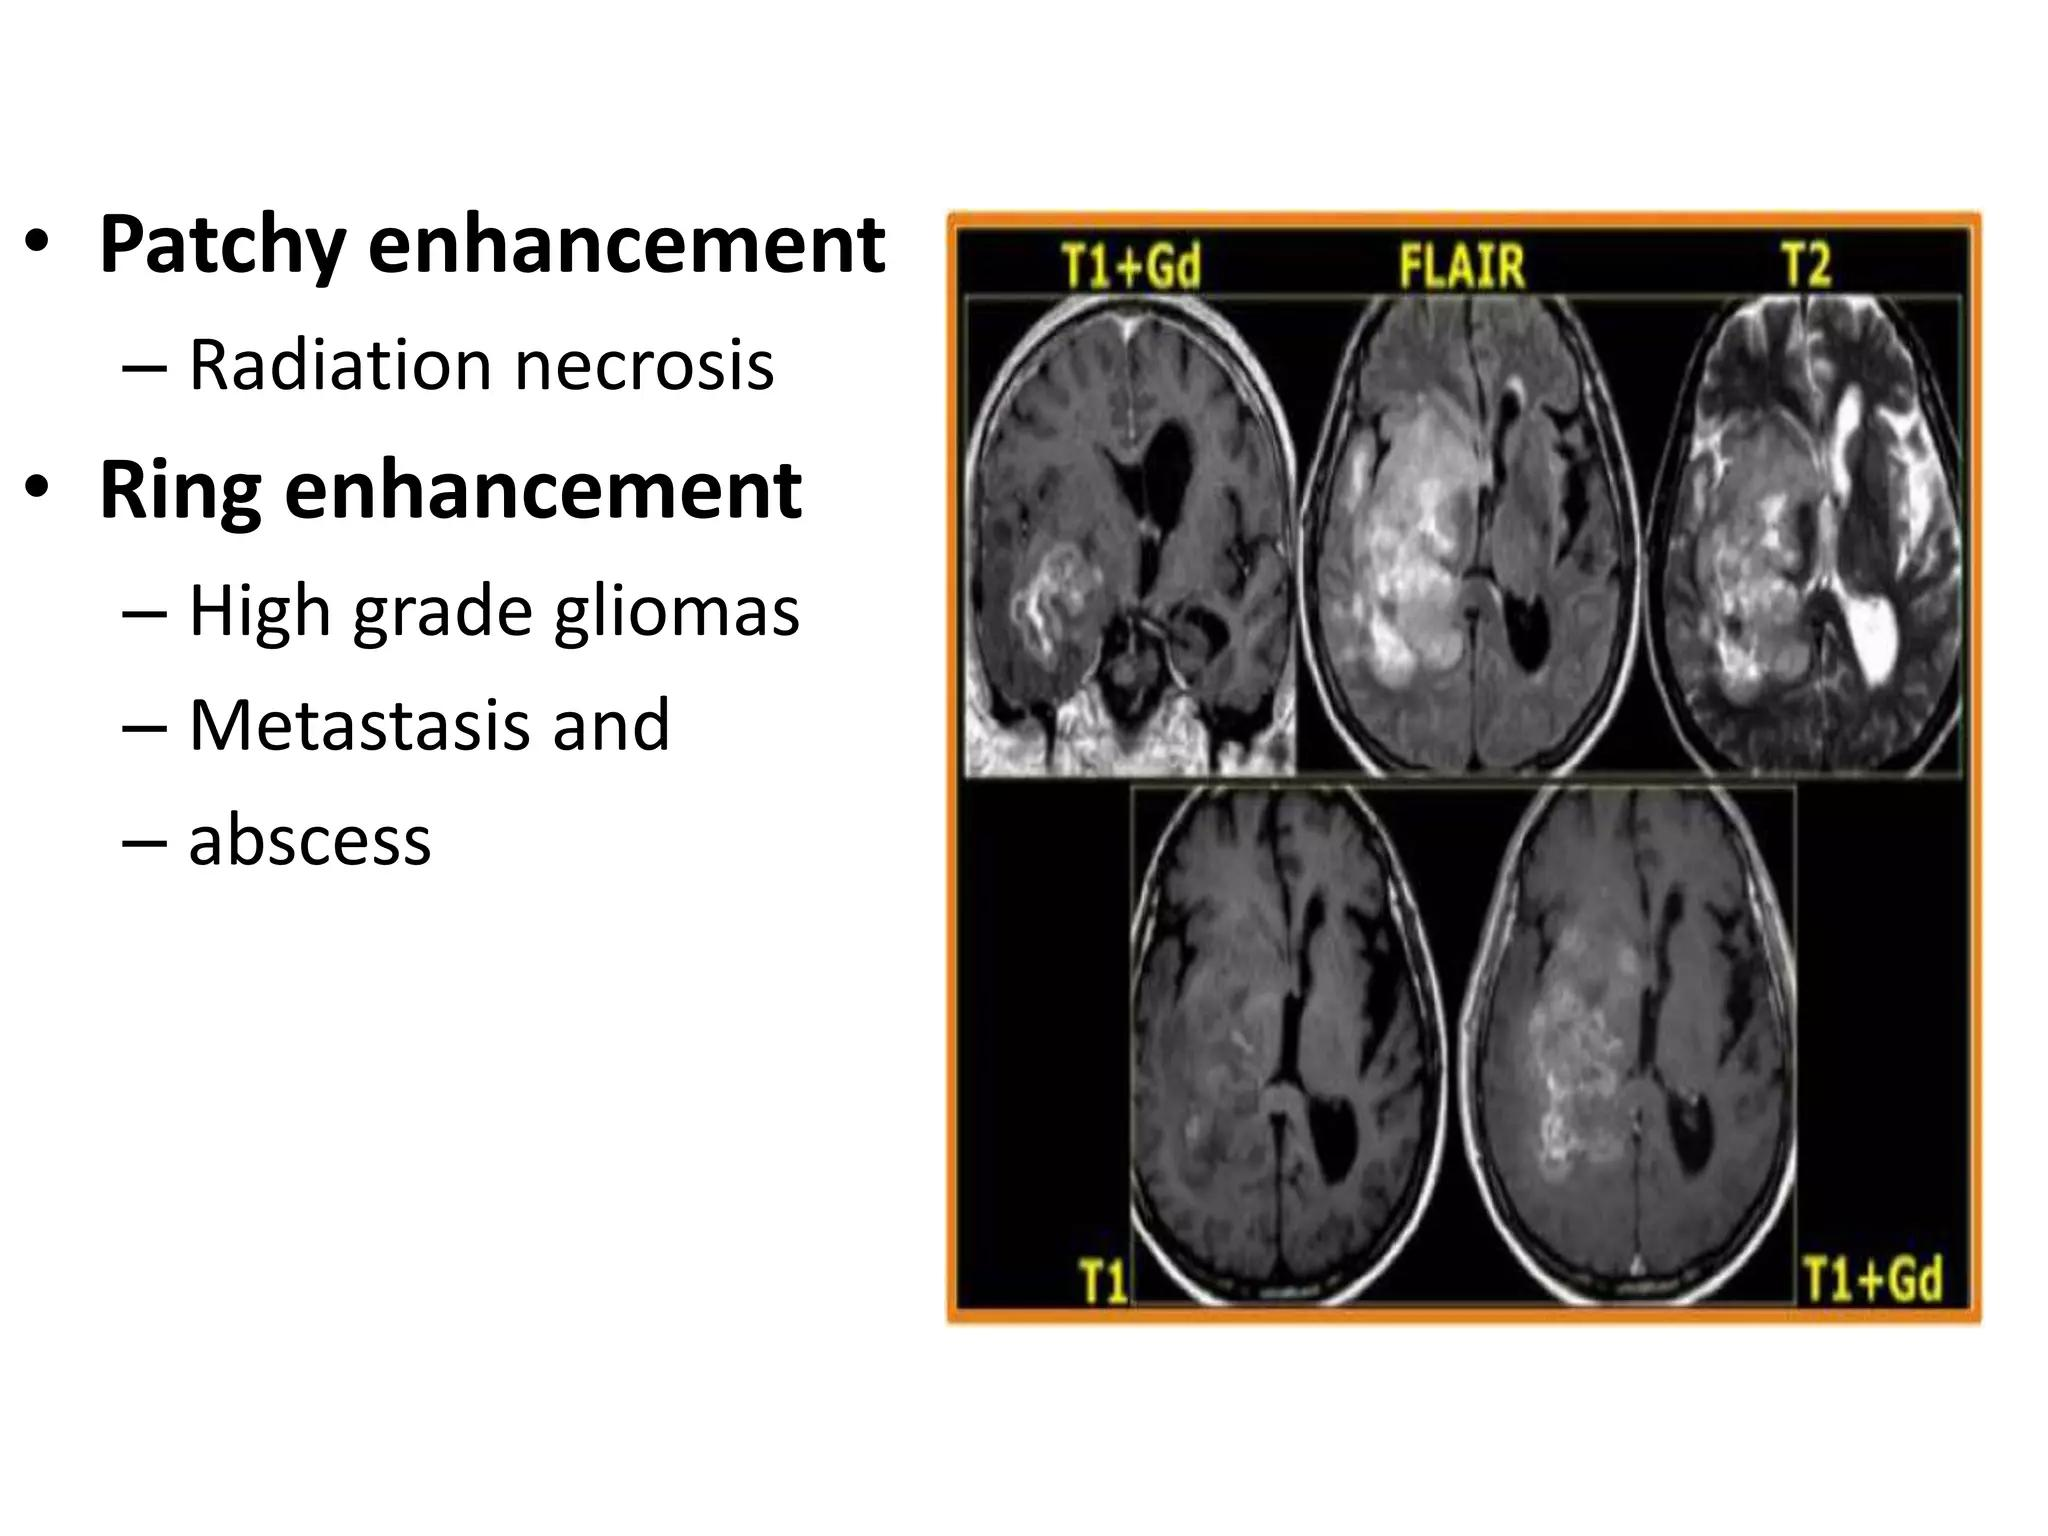 • Patchy enhancement
– Radiation necrosis
• Ring enhancement
– High grade gliomas
– Metastasis and
– abscess
T1+Gd FLAIR T2
T1 T1+Gd